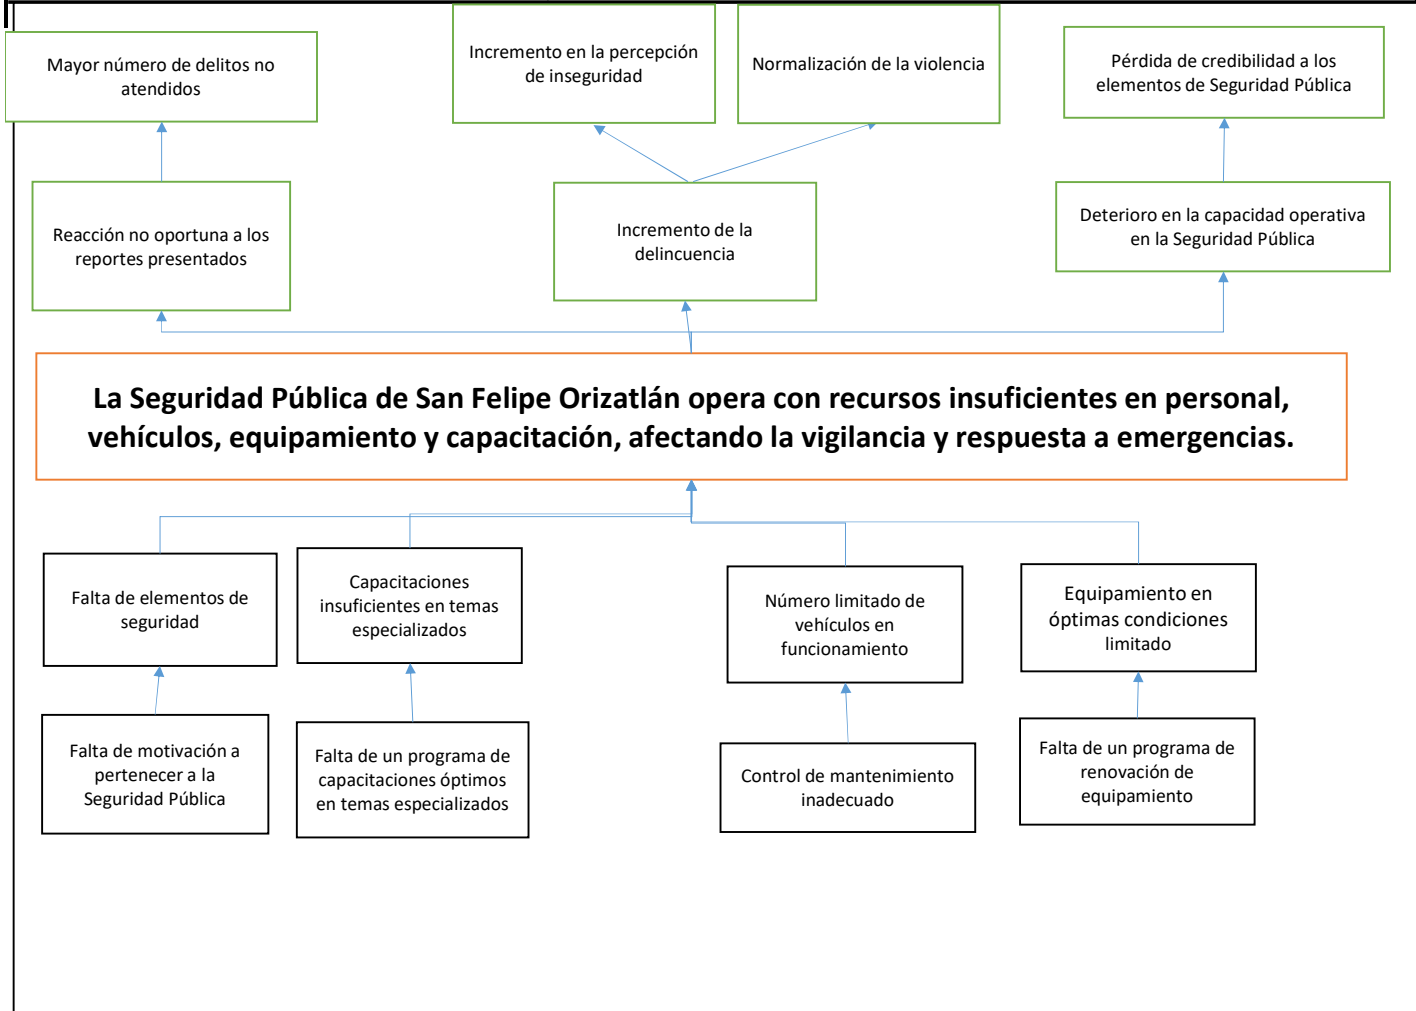 Mayor número de delitos no
atendidos
Incremento en la percepción
de inseguridad
Normalización de la violencia
Pérdida de credibilidad a los
elementos de Seguridad Pública
Reacción no oportuna a los
reportes presentados
Incremento de la
delincuencia
Deterioro en la capacidad operativa
en la Seguridad Pública
La Seguridad Pública de San Felipe Orizatlán opera con recursos insuficientes en personal,
vehículos, equipamiento y capacitación, afectando la vigilancia y respuesta a emergencias.
Falta de elementos de
seguridad
Capacitaciones
insuficientes en temas
especializados
Número limitado de
vehículos en
funcionamiento
Equipamiento en
óptimas condiciones
limitado
Falta de motivación a
pertenecer a la
Seguridad Pública
Falta de un programa de
capacitaciones óptimos
en temas especializados
Control de mantenimiento
inadecuado
Falta de un programa de
renovación de
equipamiento